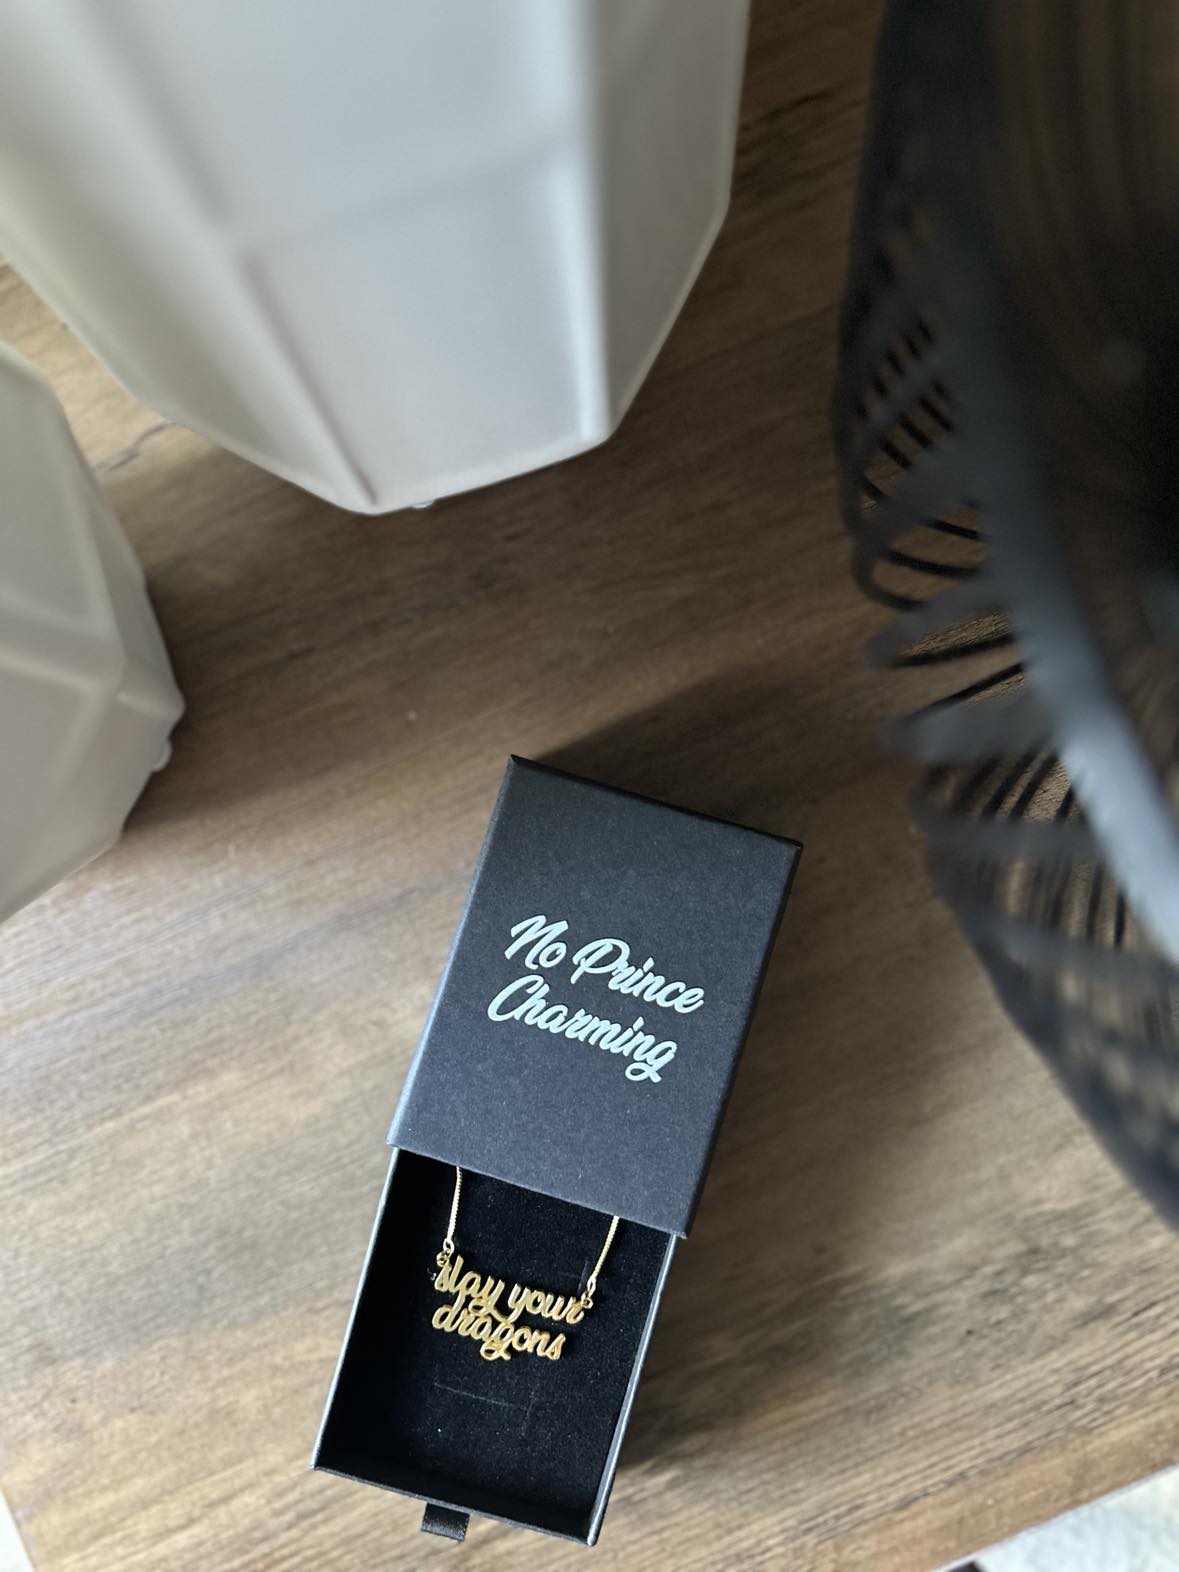 No Prince
Charming
slay your
dragons